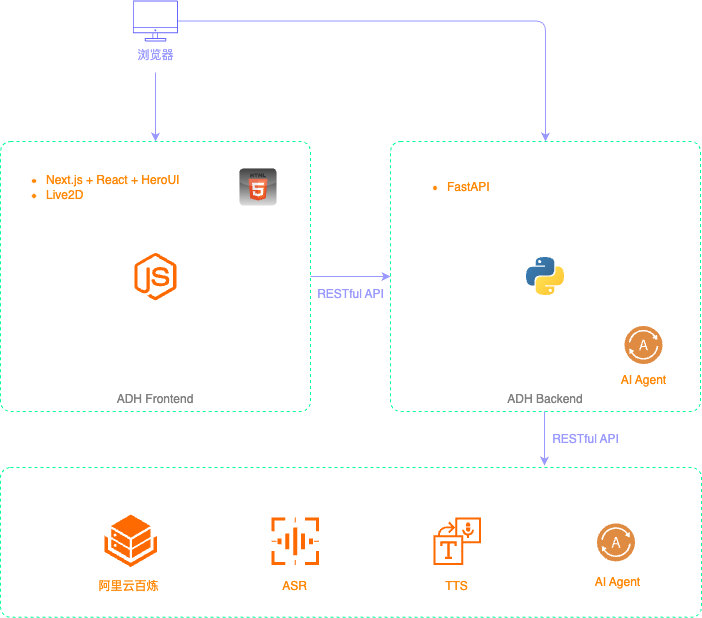 浏览器
Next.js + React + HeroUI
Live2D
HTML
5
JS
ADH Frontend
RESTful API
FastAPI
A
AI Agent
ADH Backend
RESTful API
阿里云百炼
ASR
T
TTS
A
AI Agent